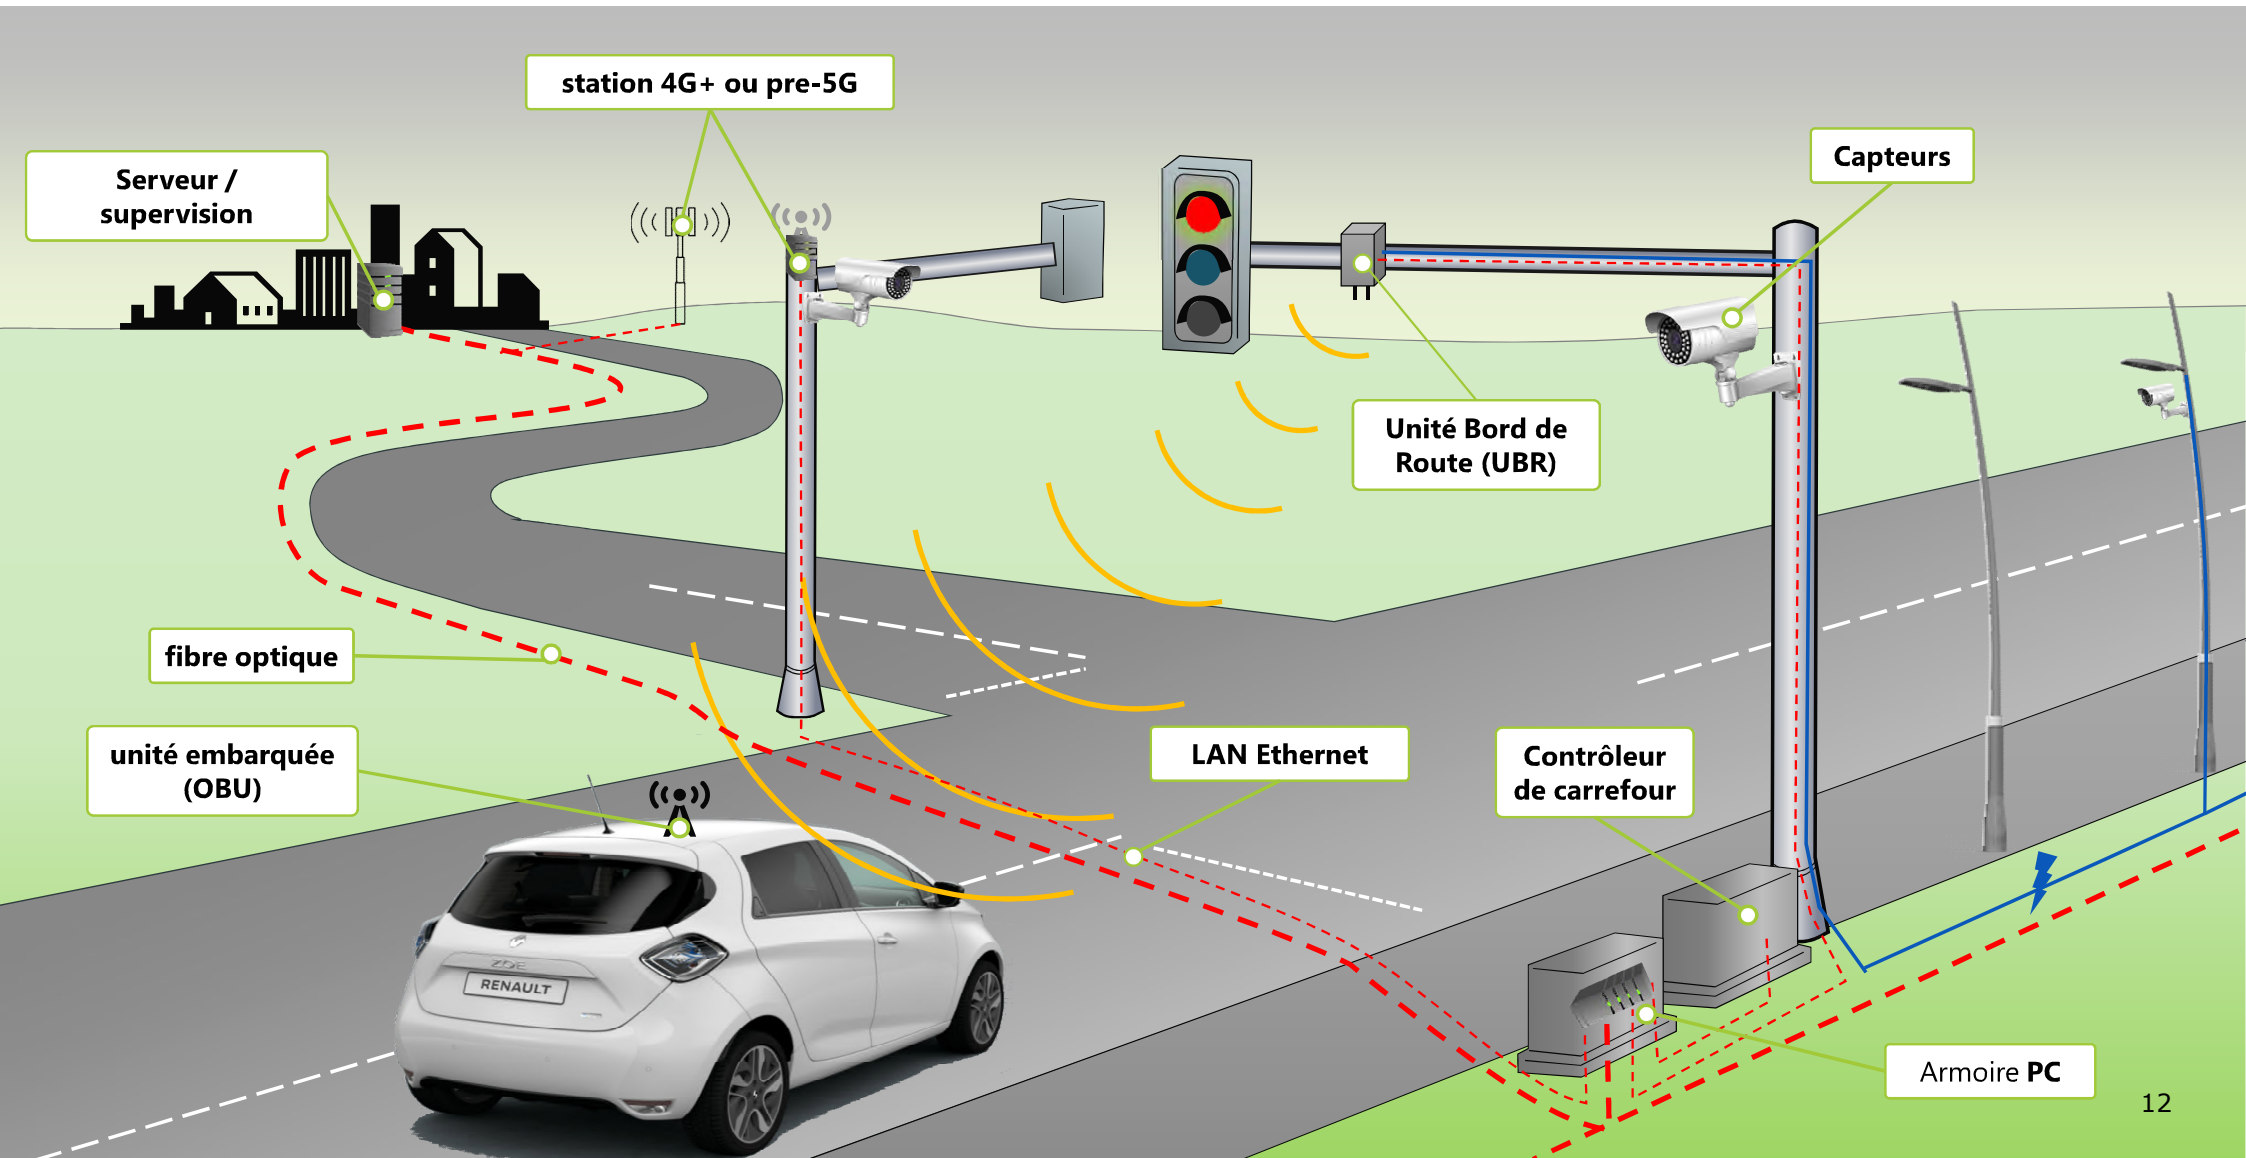 station 4G+ ou pre-5G
Capteurs
Serveur /
supervision
Unité Bord de
Route (UBR)
fibre optique
unité embarquée
(OBU)
LAN Ethernet
Contrôleur
de carrefour
ZOE
RENAULT
Armoire PC
12